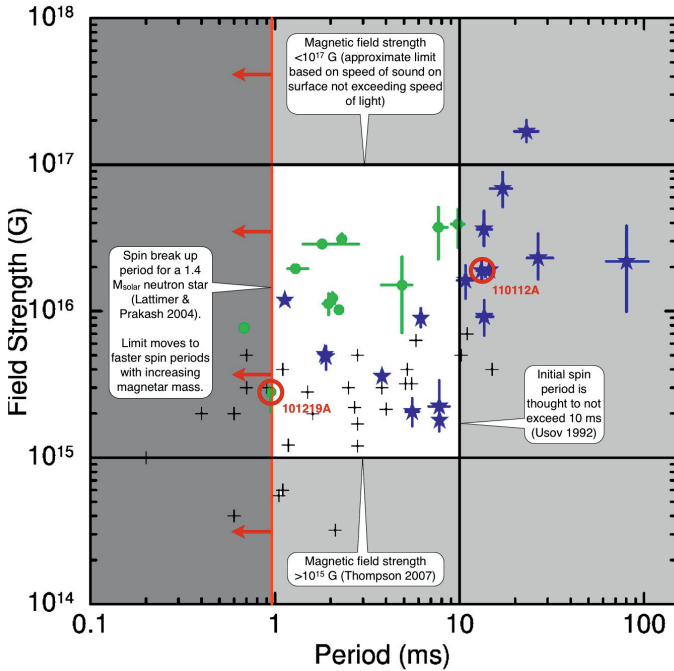 10^18
Magnetic field strength
<10^17 G (approximate limit
based on speed of sound on
surface not exceeding speed
of light)
10^17
Field Strength (G)
Spin break up
period for a 1.4
M_solar neutron star
(Lattimer &
Prakash 2004).
Limit moves to
faster spin periods
with increasing
magnetar mass.
110112A
10^16
101219A
Initial spin
period is
thought to not
exceed 10 ms
(Usov 1992)
10^15
Magnetic field strength
>10^15 G (Thompson 2007)
10^14
0.1 1 10 100
Period (ms)